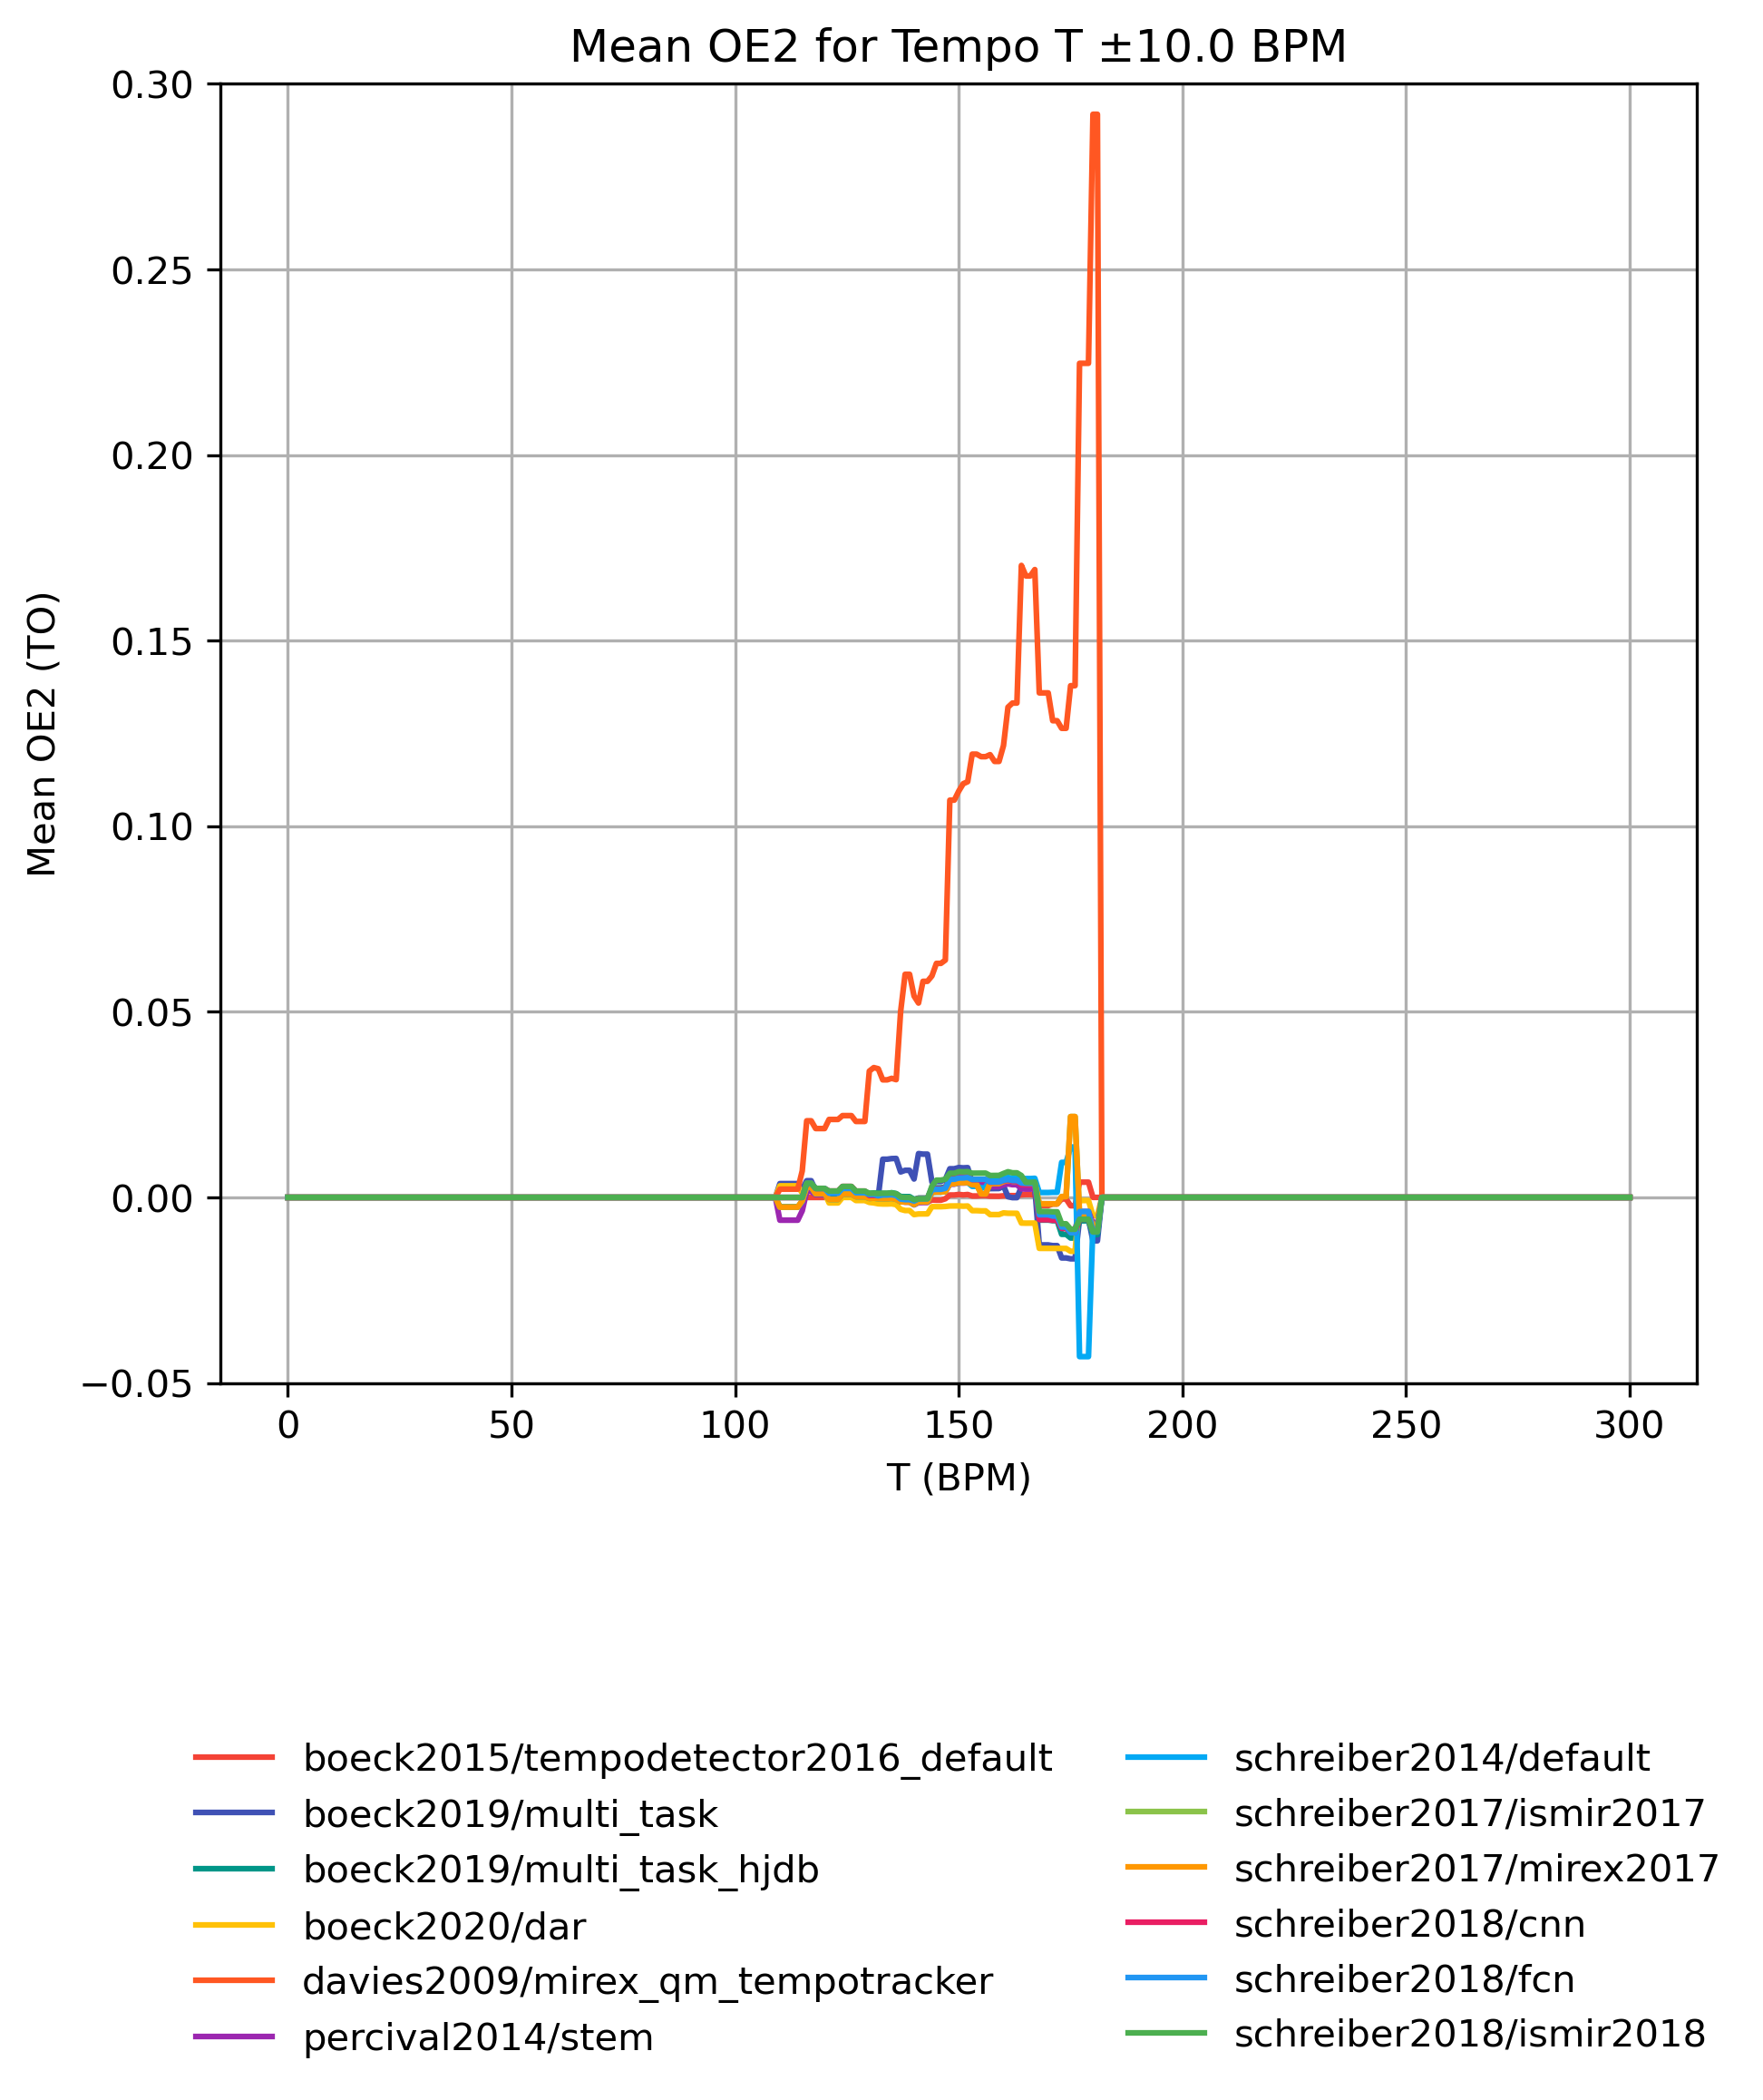 Mean OE2 for Tempo T ±10.0 BPM
0.30
0.25
0.20
0.15
0.10
0.05
0.00
−0.05
Mean OE2 (TO)
0 50 100 150 200 250 300
T (BPM)
boeck2015/tempodetector2016_default
boeck2019/multi_task
boeck2019/multi_task_hjdb
boeck2020/dar
davies2009/mirex_qm_tempotracker
percival2014/stem
schreiber2014/default
schreiber2017/ismir2017
schreiber2017/mirex2017
schreiber2018/cnn
schreiber2018/fcn
schreiber2018/ismir2018